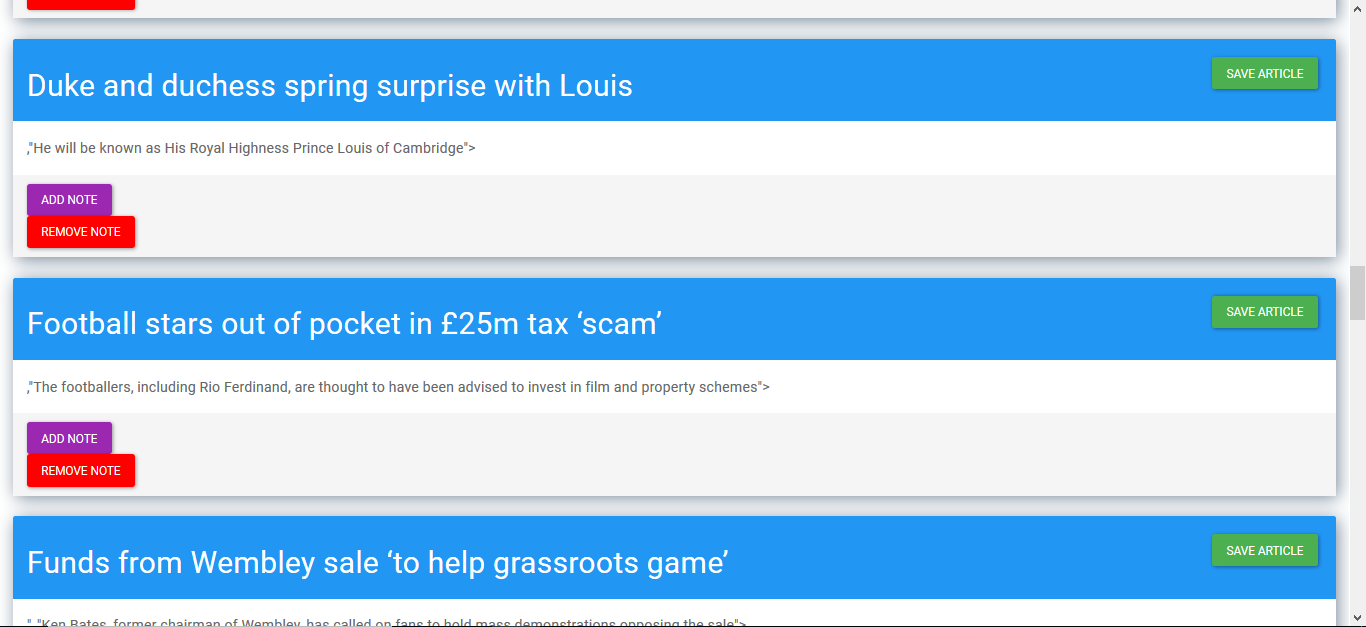 Duke and duchess spring surprise with Louis
SAVE ARTICLE
,"He will be known as His Royal Highness Prince Louis of Cambridge">
ADD NOTE
REMOVE NOTE
Football stars out of pocket in £25m tax ‘scam’
SAVE ARTICLE
,"The footballers, including Rio Ferdinand, are thought to have been advised to invest in film and property schemes">
ADD NOTE
REMOVE NOTE
Funds from Wembley sale ‘to help grassroots game’
SAVE ARTICLE
", "Ken Bates, former chairman of Wembley, has called on fans to hold mass demonstrations opposing the sale">